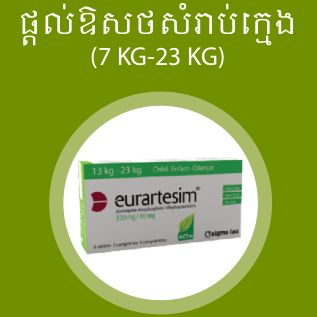 ផ្តល់ឱសថសំរាប់ក្មេង
(7 KG-23 KG)
13 kg - 23 kg Child · Enfant · Criança
eurartesim®
320 mg / 40 mg
sigma-tau